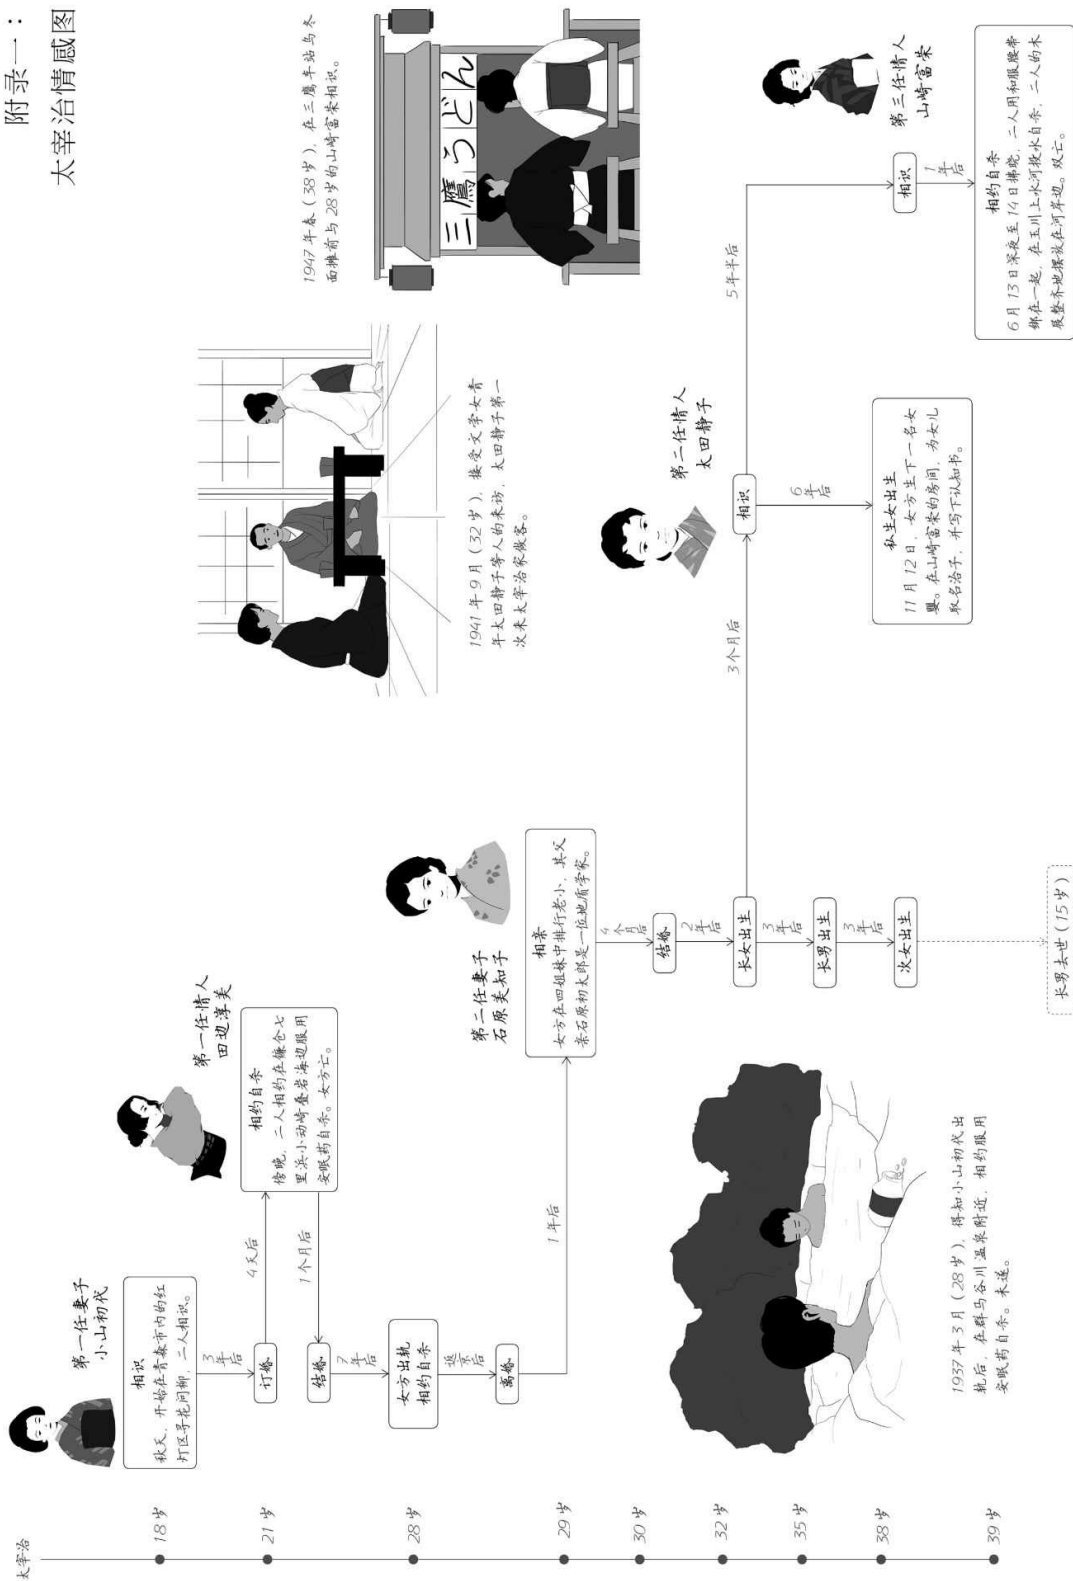 附录一：
太宰治情感图
太宰治
18岁
21岁
28岁
29岁
30岁
32岁
35岁
38岁
39岁
第一任妻子
小山初代
相识
秋天，开始在青森市内的红
灯区寻花问柳，二人相识。
3年后
订婚
4天后
第一任情人
田边淳美
相约自杀
傍晚，二人相约在镰仓七
里浜小动崎叠岩海边服用
安眠药自杀。女方亡。
1个月后
结婚
7年后
女方出轨
相约自杀
返京后
离婚
1年后
第二任妻子
石原美知子
相亲
女方在四姐妹中排行老小，其父
亲石原初太郎是一位地质学家。
4个月后
结婚
2年后
长女出生
3年后
长男出生
3年后
次女出生
长男去世（15岁）
3个月后
第二任情人
太田静子
相识
6年后
私生女出生
11月12日，女方生下一名女
婴。在山崎富荣的房间，为女儿
取名治子，并写下认知书。
5年半后
第三任情人
山崎富荣
相识
1年后
相约自杀
6月13日深夜至14日拂晓，二人用和服腰带
绑在一起，在玉川上水河投水自杀，二人的木
屐整齐地摆放在河岸边。双亡。
1937年3月（28岁），得知小山初代出
轨后，在群马谷川温泉附近，相约服用
安眠药自杀。未遂。
1941年9月（32岁），接受文学女青
年太田静子等人的来访，太田静子第一
次来太宰治家做客。
1947年春（38岁），在三鹰车站乌冬
面摊前与28岁的山崎富荣相识。
三鷹うどん